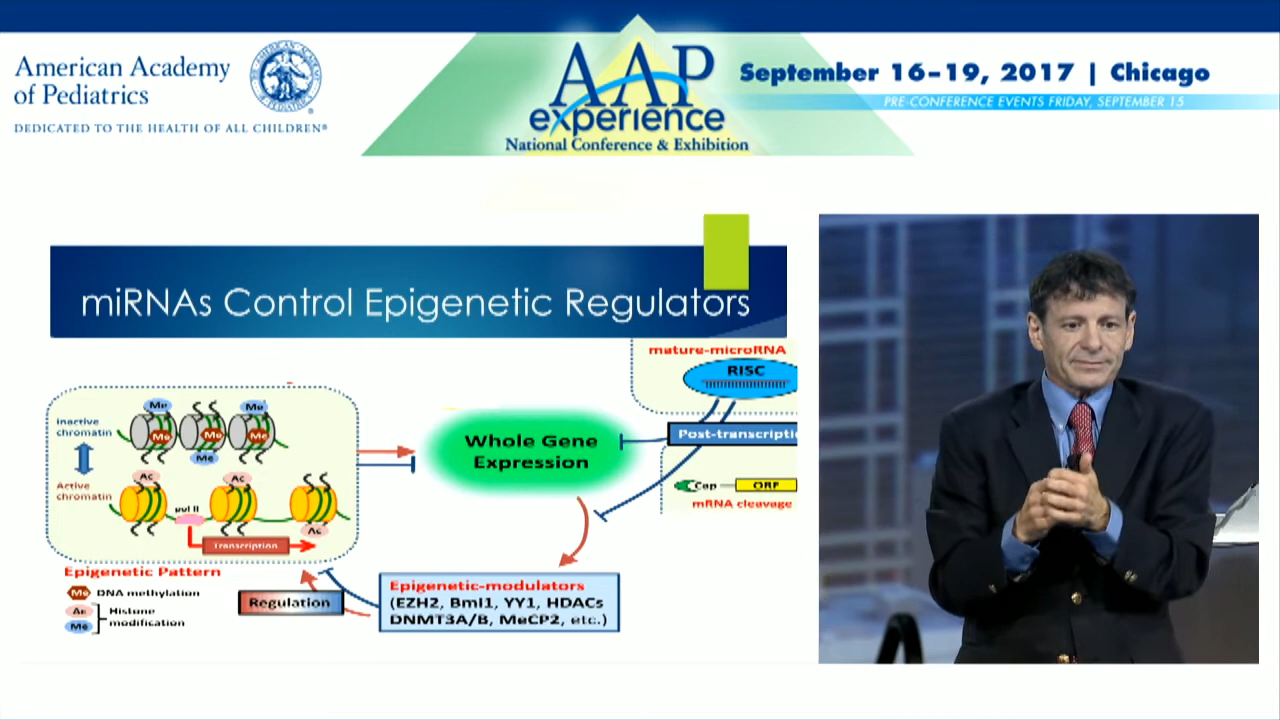 American Academy
of Pediatrics
DEDICATED TO THE HEALTH OF ALL CHILDREN®
AAP
experience
National Conference & Exhibition
September 16–19, 2017 | Chicago
PRE-CONFERENCE EVENTS FRIDAY, SEPTEMBER 15
miRNAs Control Epigenetic Regulators
mature-microRNA
RISC
Me Me
Inactive
chromatin
Me Me Me
Me
Whole Gene
Expression
Post-transcriptio
Active
chromatin
Ac Ac
pol II
Ac
Transcription
Cap ORF
mRNA cleavage
Epigenetic Pattern
Me DNA methylation
Ac Histone
Me modification
Regulation
Epigenetic-modulators
(EZH2, BmI1, YY1, HDACs
DNMT3A/B, MeCP2, etc.)